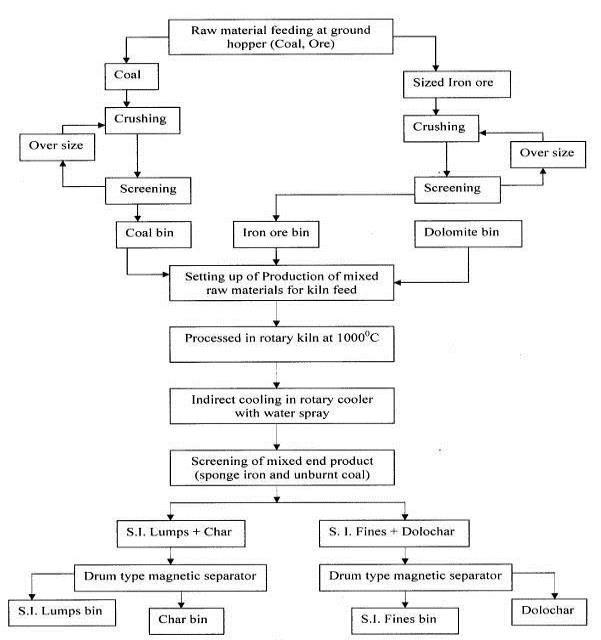 Raw material feeding at ground
hopper (Coal, Ore)
Coal
Sized Iron ore
Crushing
Crushing
Over size
Over size
Screening
Screening
Coal bin
Iron ore bin
Dolomite bin
Setting up of Production of mixed
raw materials for kiln feed
Processed in rotary kiln at 1000⁰C
Indirect cooling in rotary cooler
with water spray
Screening of mixed end product
(sponge iron and unburnt coal)
S.I. Lumps + Char
S. I. Fines + Dolochar
Drum type magnetic separator
Drum type magnetic separator
S.I. Lumps bin
Char bin
S.I. Fines bin
Dolochar